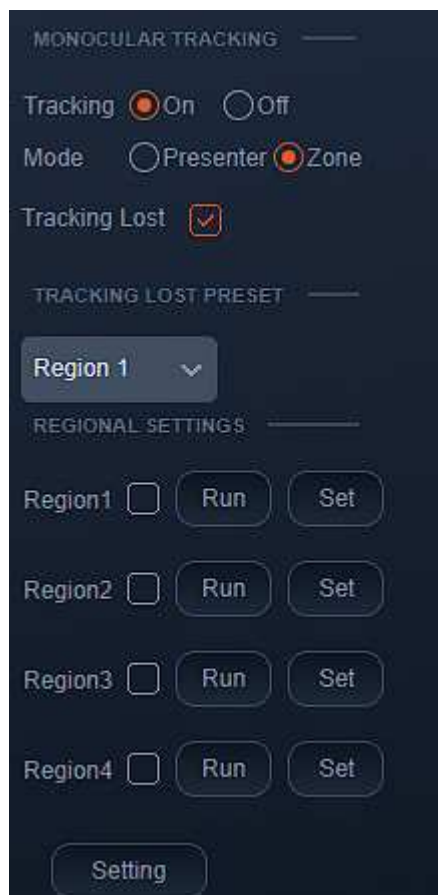 MONOCULAR TRACKING
Tracking On Off
Mode Presenter Zone
Tracking Lost
TRACKING LOST PRESET
Region 1
REGIONAL SETTINGS
Region1 Run Set
Region2 Run Set
Region3 Run Set
Region4 Run Set
Setting